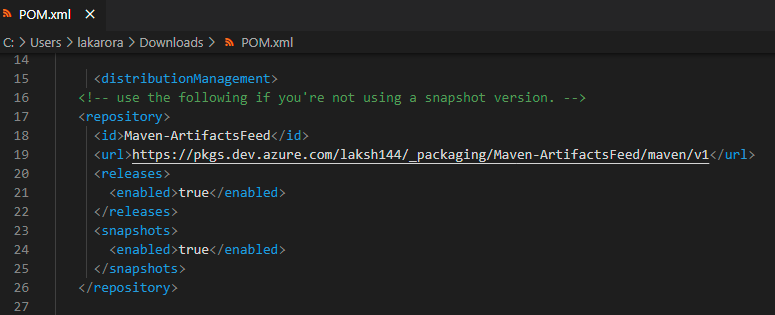 POM.xml ×
C: > Users > lakarora > Downloads > POM.xml
14
15 <distributionManagement>
16 <!-- use the following if you're not using a snapshot version. -->
17 <repository>
18 <id>Maven-ArtifactsFeed</id>
19 <url>https://pkgs.dev.azure.com/laksh144/_packaging/Maven-ArtifactsFeed/maven/v1</url>
20 <releases>
21 <enabled>true</enabled>
22 </releases>
23 <snapshots>
24 <enabled>true</enabled>
25 </snapshots>
26 </repository>
27